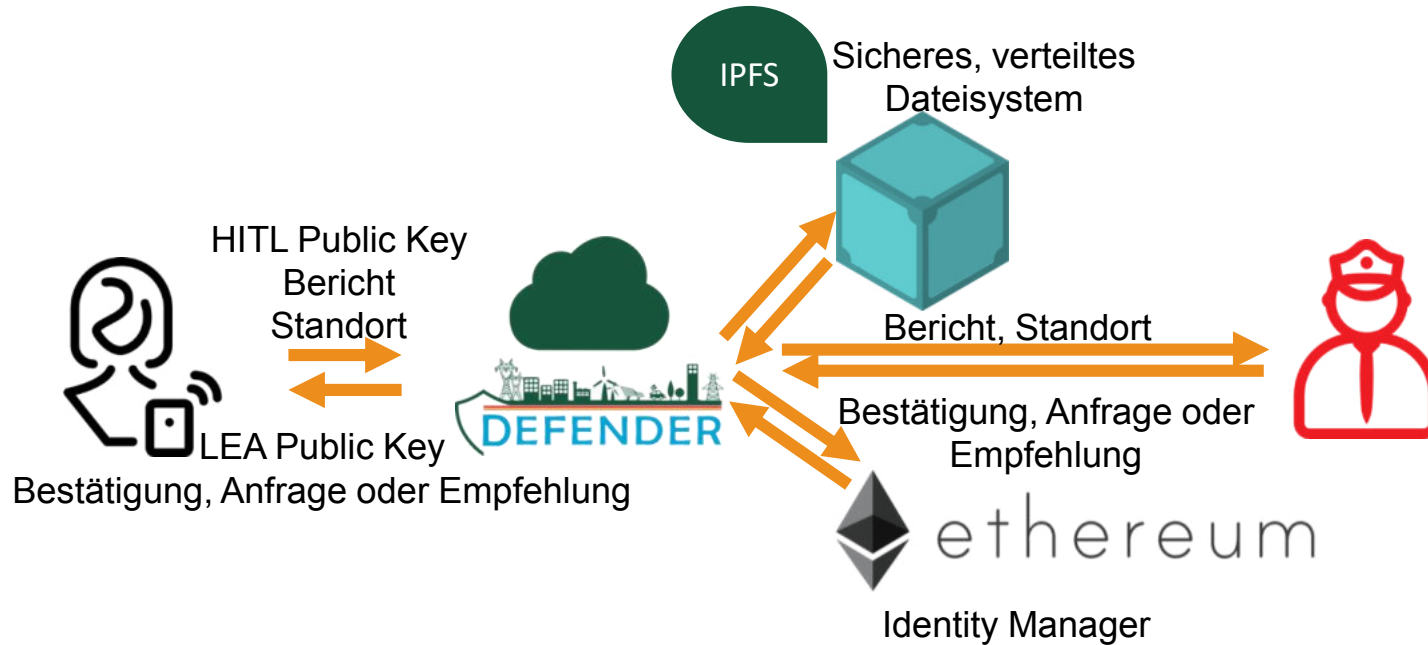 IPFS
Sicheres, verteiltes
Dateisystem
HITL Public Key
Bericht
Standort
Bericht, Standort
DEFENDER
LEA Public Key
Bestätigung, Anfrage oder Empfehlung
Bestätigung, Anfrage oder
Empfehlung
ethereum
Identity Manager